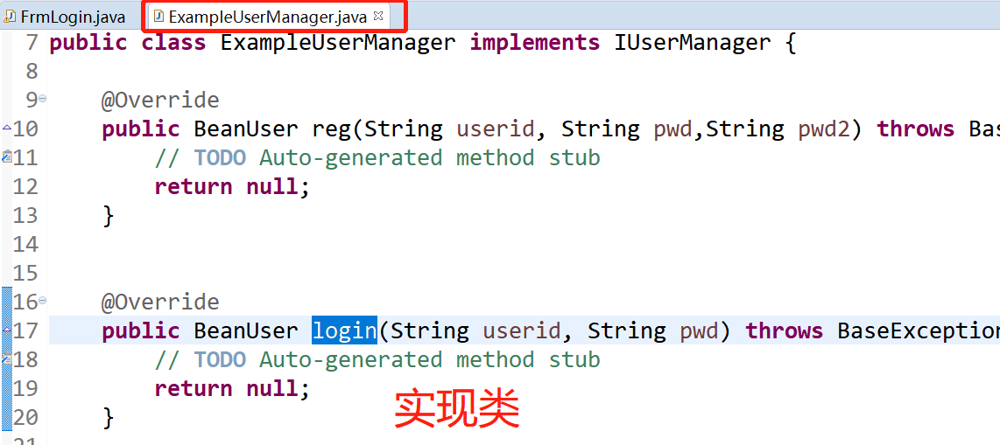 FrmLogin.java ExampleUserManager.java
7 public class ExampleUserManager implements IUserManager {
8
9 @Override
10 public BeanUser reg(String userid, String pwd,String pwd2) throws Bas
11 // TODO Auto-generated method stub
12 return null;
13 }
14
15
16 @Override
17 public BeanUser login(String userid, String pwd) throws BaseException
18 // TODO Auto-generated method stub
19 return null;
20 }
实现类